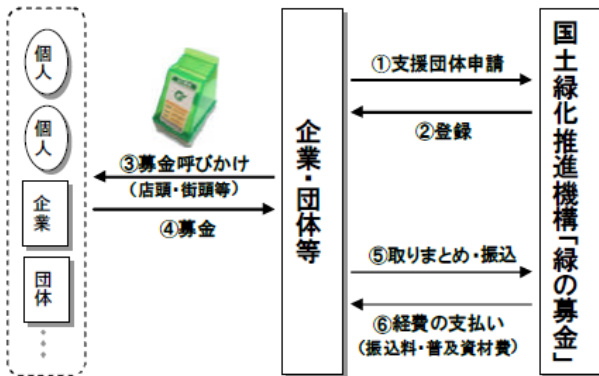 個人
個人
企業
団体
企業・団体等
国土緑化推進機構「緑の募金」
①支援団体申請
②登録
③募金呼びかけ
(店頭・街頭等)
④募金
⑤取りまとめ・振込
⑥経費の支払い
(振込料・普及資材費)